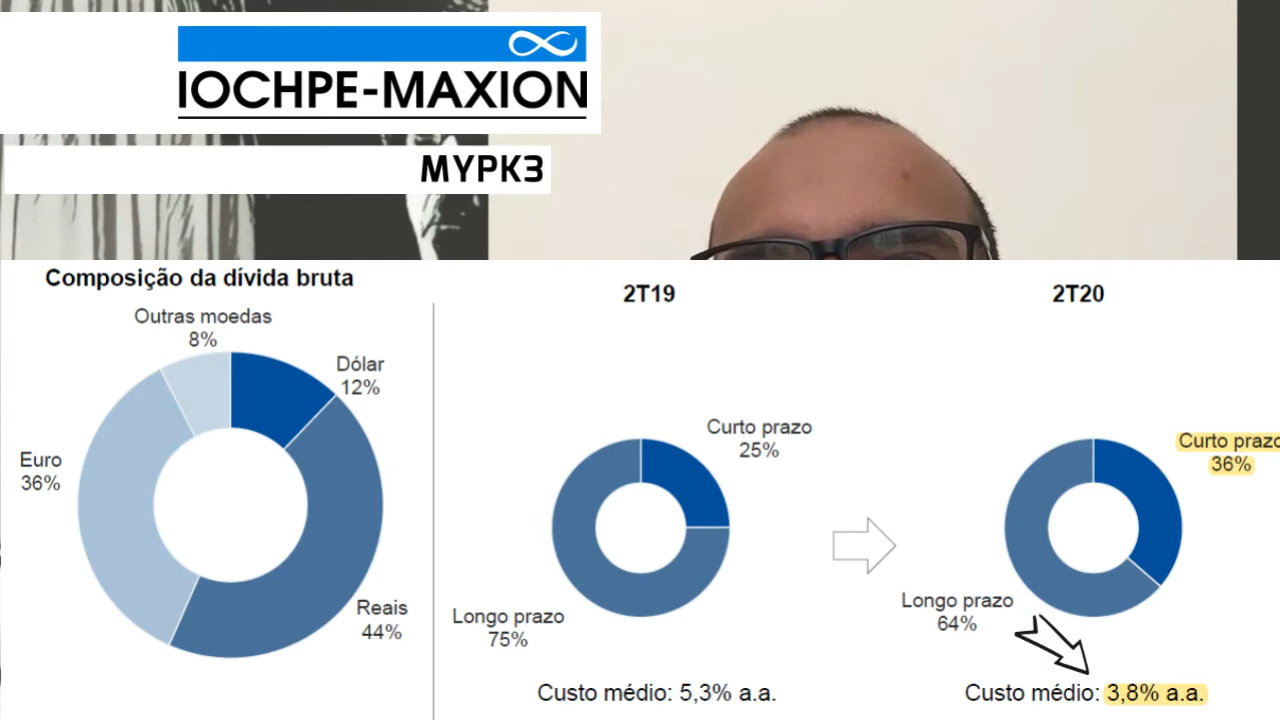 IOCHPE-MAXION
MYPK3
Composição da dívida bruta
Outras moedas
8%
Dólar
12%
Euro
36%
Reais
44%
2T19
Curto prazo
25%
Longo prazo
75%
Custo médio: 5,3% a.a.
2T20
Curto prazo
36%
Longo prazo
64%
Custo médio: 3,8% a.a.